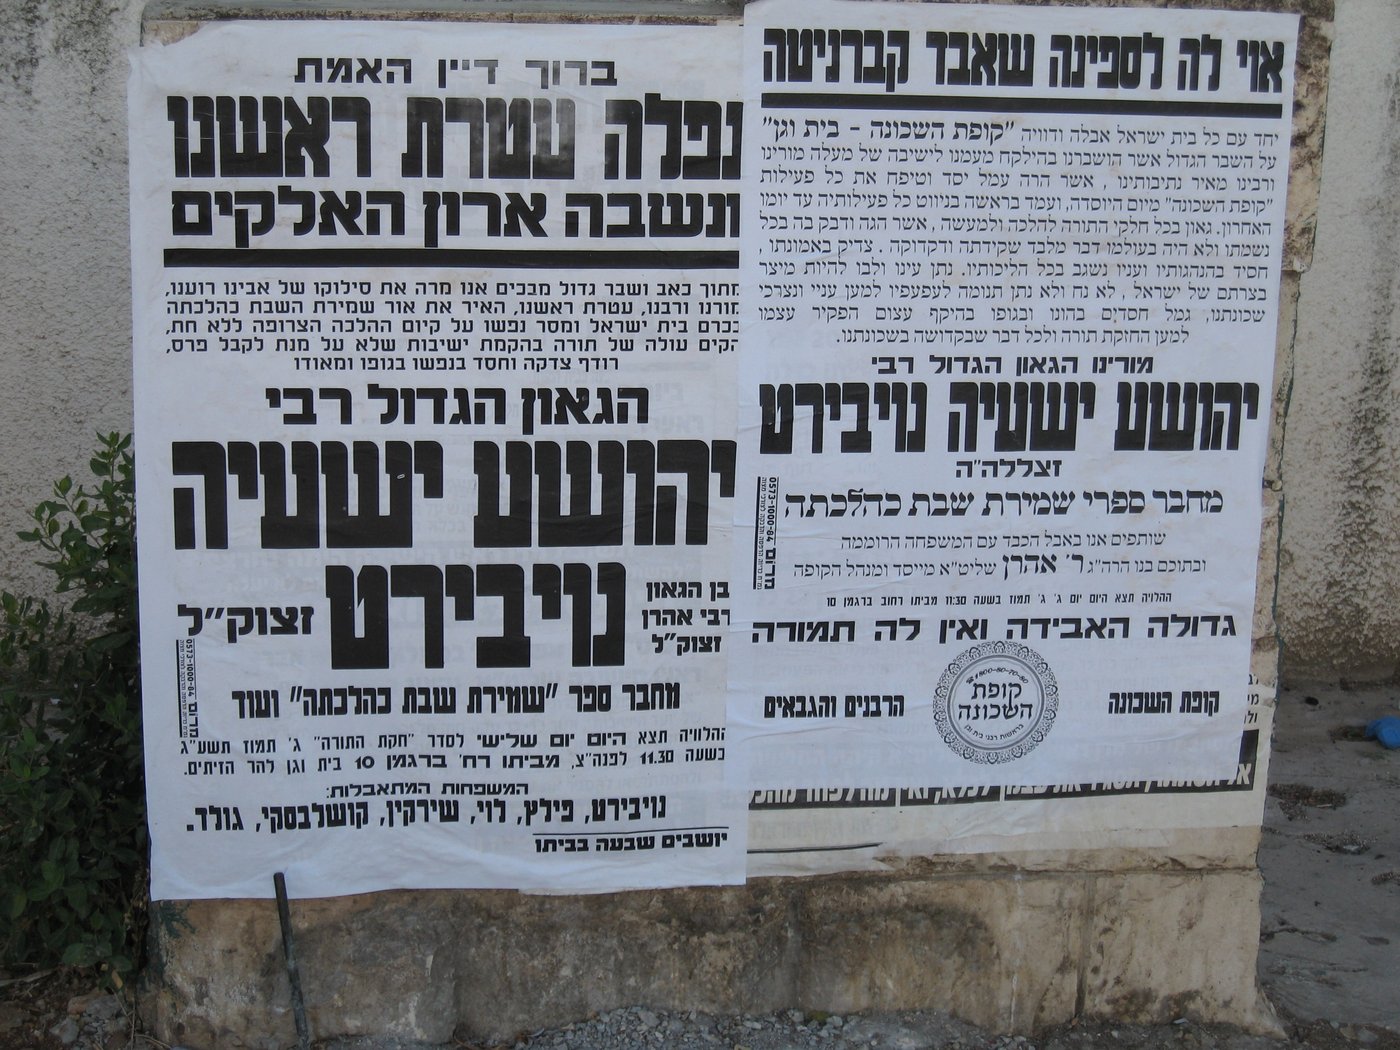 אוי לה לספינה שאבד קברניטה
יחד עם כל בית ישראל אבלה ודוויה "קופת השכונה - בית וגן"
על השבר הגדול אשר הושברנו בהילקח מעמנו לישיבה של מעלה מורינו
ורבינו מאיר נתיבותינו, אשר הרה עמל יסד וטיפח את כל פעילות
"קופת השכונה" מיום היוסדה, ועמד בראשה בניווט כל פעילותיה עד יומו
האחרון. גאון בכל חלקי התורה להלכה ולמעשה, אשר הגה ודבק בה בכל
נשמתו ולא היה בעולמו דבר מלבד שקידתה ודקדוקה. צדיק באמונתו,
חסיד בהנהגותיו ועניו נשגב בכל הליכותיו. נתן עינו ולבו להיות מיצר
בצרתם של ישראל, לא נח ולא נתן תנומה לעפעפיו למען עניי ונצרכי
שכונתנו, גמל חסדים בהונו ובגופו בהיקף עצום הפקיר עצמו
למען החזקת תורה ולכל דבר שבקדושה בשכונתנו.
מורינו הגאון הגדול רבי
יהושע ישעיה נויבירט
זצללה"ה
מחבר ספרי שמירת שבת כהלכתה
שותפים אנו באבל הכבד עם המשפחה הרוממה
ובתוכם בנו הרה"ג ר' אהרן שליט"א מייסד ומנהל הקופה
ההלויה תצא היום יום ג' ג' תמוז בשעה 11:30 מביתו רחוב ברגמן 10
גדולה האבידה ואין לה תמורה
קופת השכונה
קופת
השכונה
הרבנים והגבאים
0573-1000-84
ברוך דיין האמת
נפלה עטרת ראשנו
ונשבה ארון האלקים
מתוך כאב ושבר גדול מבכים אנו מרה את סילוקו של אבינו רוענו,
מורנו ורבנו, עטרת ראשנו, האיר את אור שמירת השבת כהלכתה
בכרם בית ישראל ומסר נפשו על קיום ההלכה הצרופה ללא חת,
הקים עולה של תורה בהקמת ישיבות שלא על מנת לקבל פרס,
רודף צדקה וחסד בנפשו בגופו ומאודו
הגאון הגדול רבי
יהושע ישעיה
נויבירט זצוק"ל
בן הגאון
רבי אהרן
זצוק"ל
מחבר ספר "שמירת שבת כהלכתה" ועוד
ההלויה תצא היום יום שלישי לסדר "חקת התורה" ג' תמוז תשע"ג
בשעה 11.30 לפנה"צ, מביתו רח' ברגמן 10 בית וגן להר הזיתים.
המשפחות המתאבלות:
נויבירט, פילץ, לוי, שירקין, קושלבסקי, גולד.
יושבים שבעה בביתו
0573-1000-84